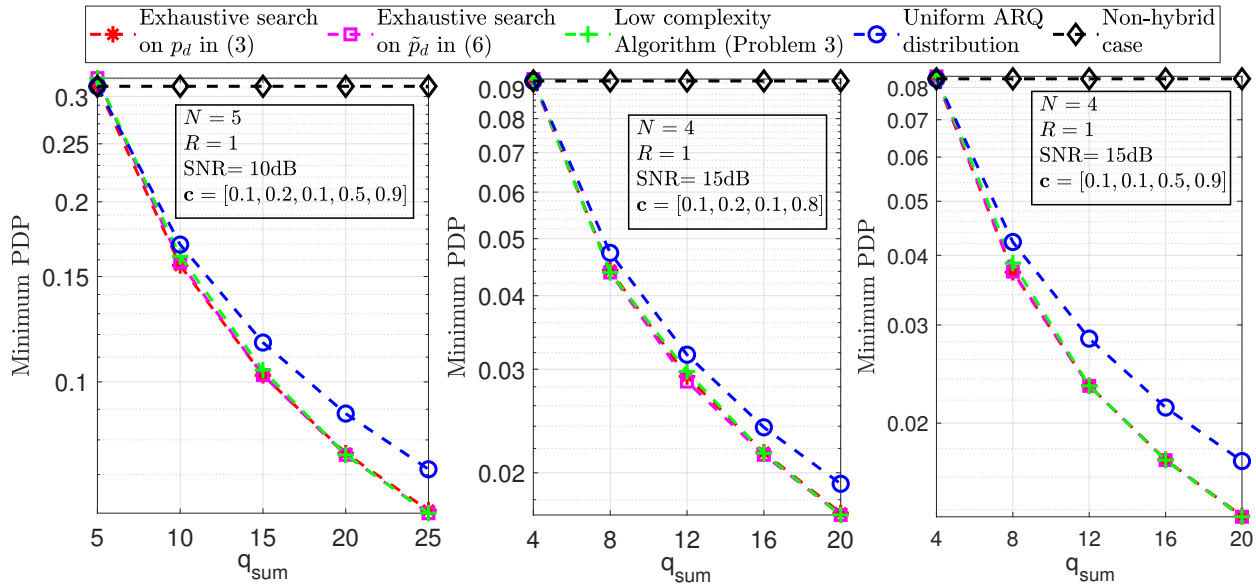 Exhaustive search on $p_d$ in (3)
Exhaustive search on $\tilde{p}_d$ in (6)
Low complexity Algorithm (Problem 3)
Uniform ARQ distribution
Non-hybrid case
Minimum PDP
0.3
0.25
0.2
0.15
0.1
N = 5
R = 1
SNR= 10dB
c = [0.1, 0.2, 0.1, 0.5, 0.9]
5 10 15 20 25
q_sum
Minimum PDP
0.09
0.08
0.07
0.06
0.05
0.04
0.03
0.02
N = 4
R = 1
SNR= 15dB
c = [0.1, 0.2, 0.1, 0.8]
4 8 12 16 20
q_sum
Minimum PDP
0.08
0.07
0.06
0.05
0.04
0.03
0.02
N = 4
R = 1
SNR= 15dB
c = [0.1, 0.1, 0.5, 0.9]
4 8 12 16 20
q_sum